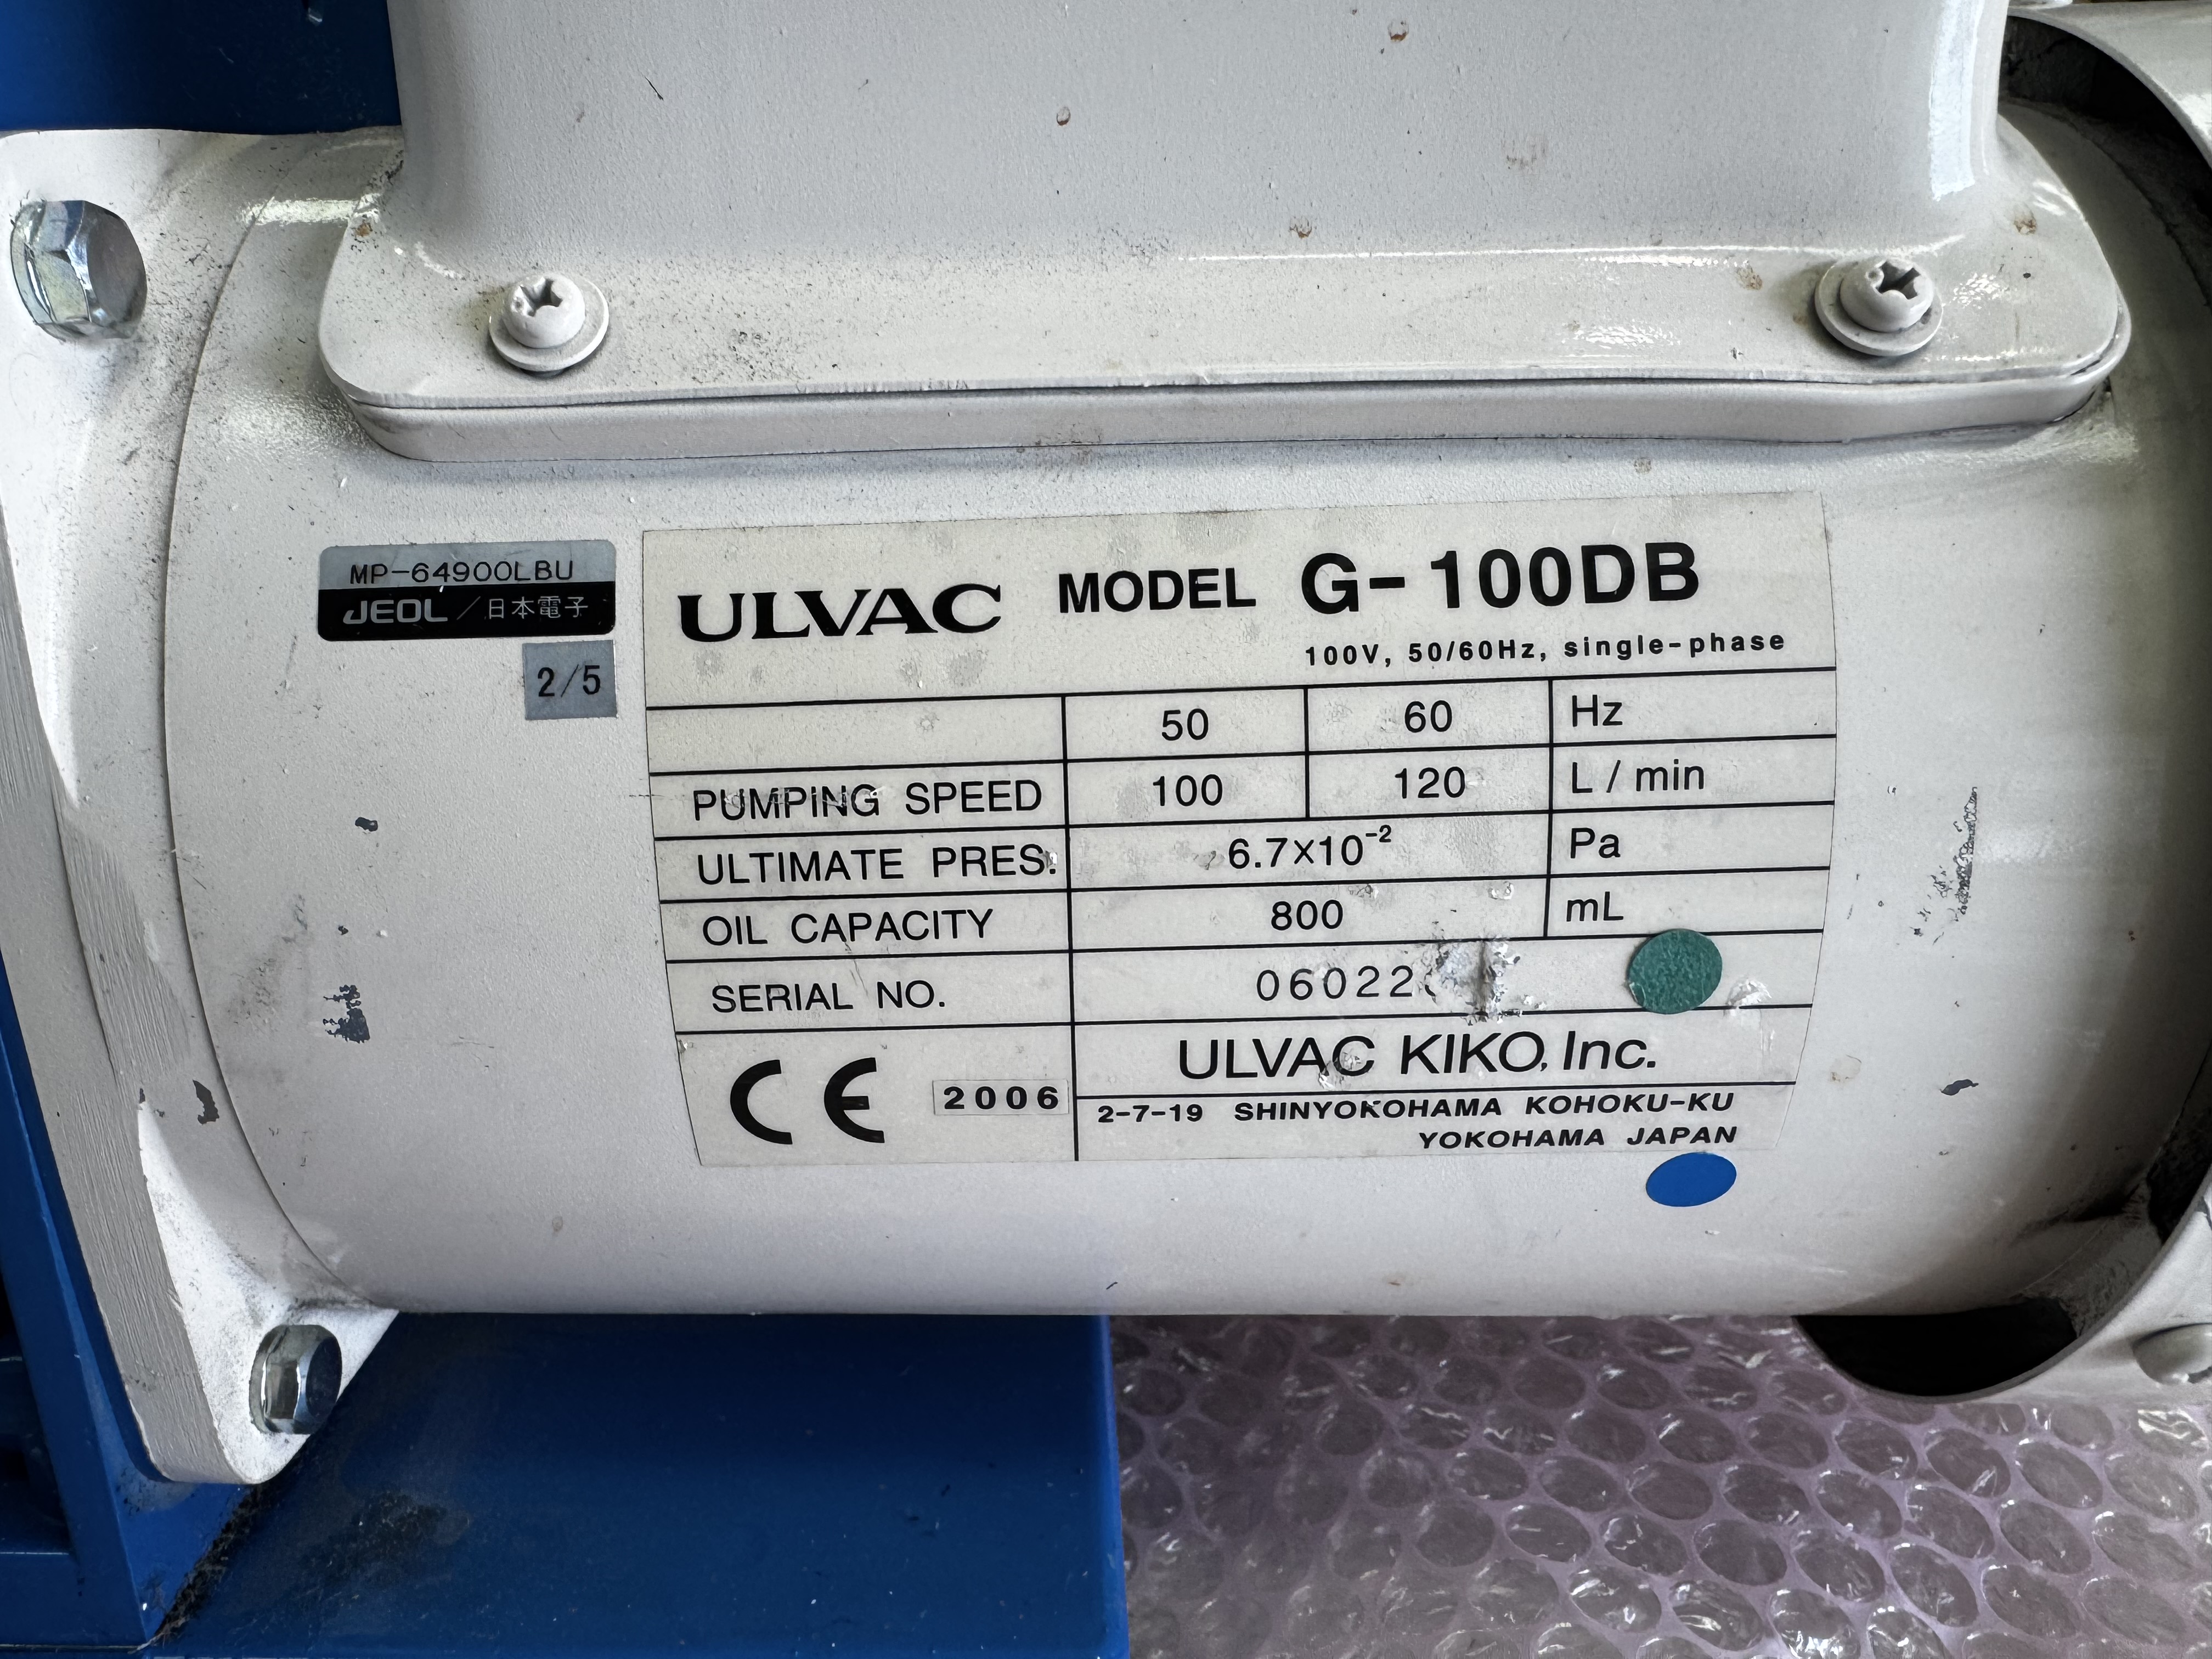 MP-64900LBU
JEOL / 日本電子
2/5
ULVAC MODEL G-100DB
100V, 50/60Hz, single-phase
50 60 Hz
PUMPING SPEED 100 120 L / min
ULTIMATE PRES. 6.7×10⁻² Pa
OIL CAPACITY 800 mL
SERIAL NO.
ULVAC KIKO, Inc.
CE 2006
2-7-19 SHINYOKOHAMA KOHOKU-KU
YOKOHAMA JAPAN